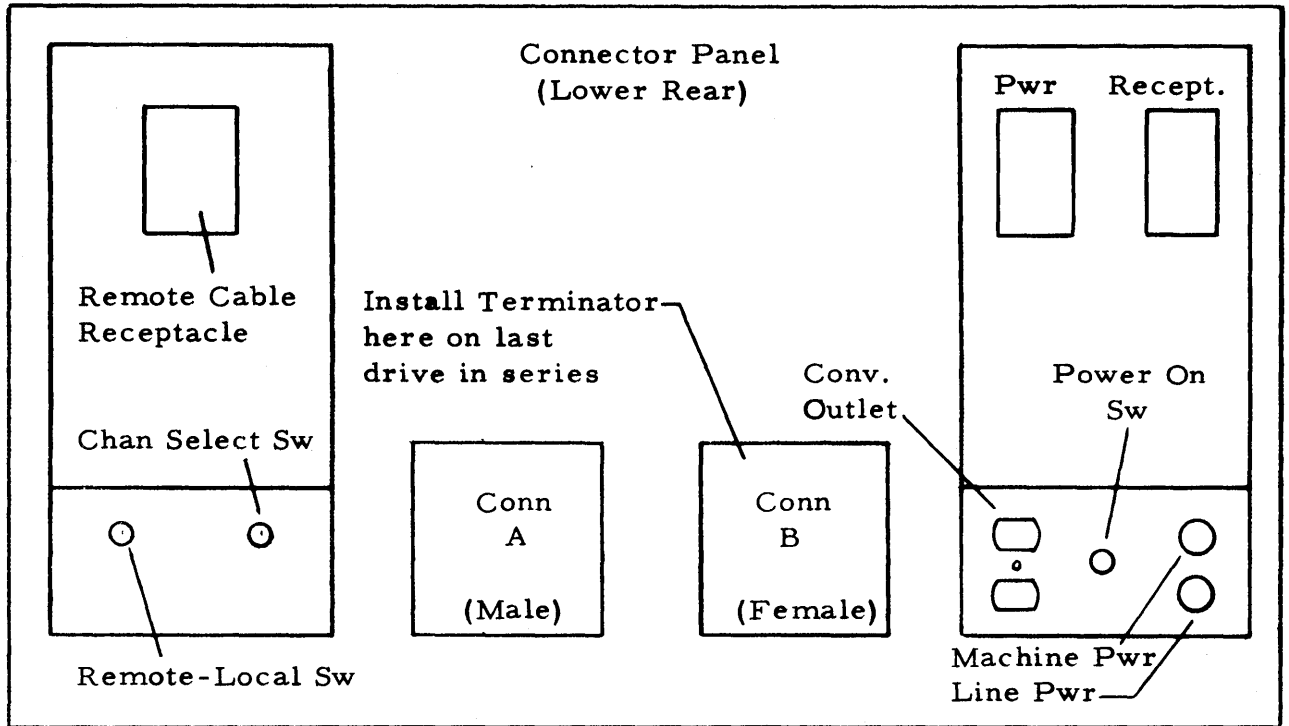 Connector Panel
(Lower Rear)
Pwr Recept.
Remote Cable
Receptacle
Install Terminator
here on last
drive in series
Conv.
Outlet
Power On
Sw
Chan Select Sw
Conn
A
(Male)
Conn
B
(Female)
Remote-Local Sw
Machine Pwr
Line Pwr